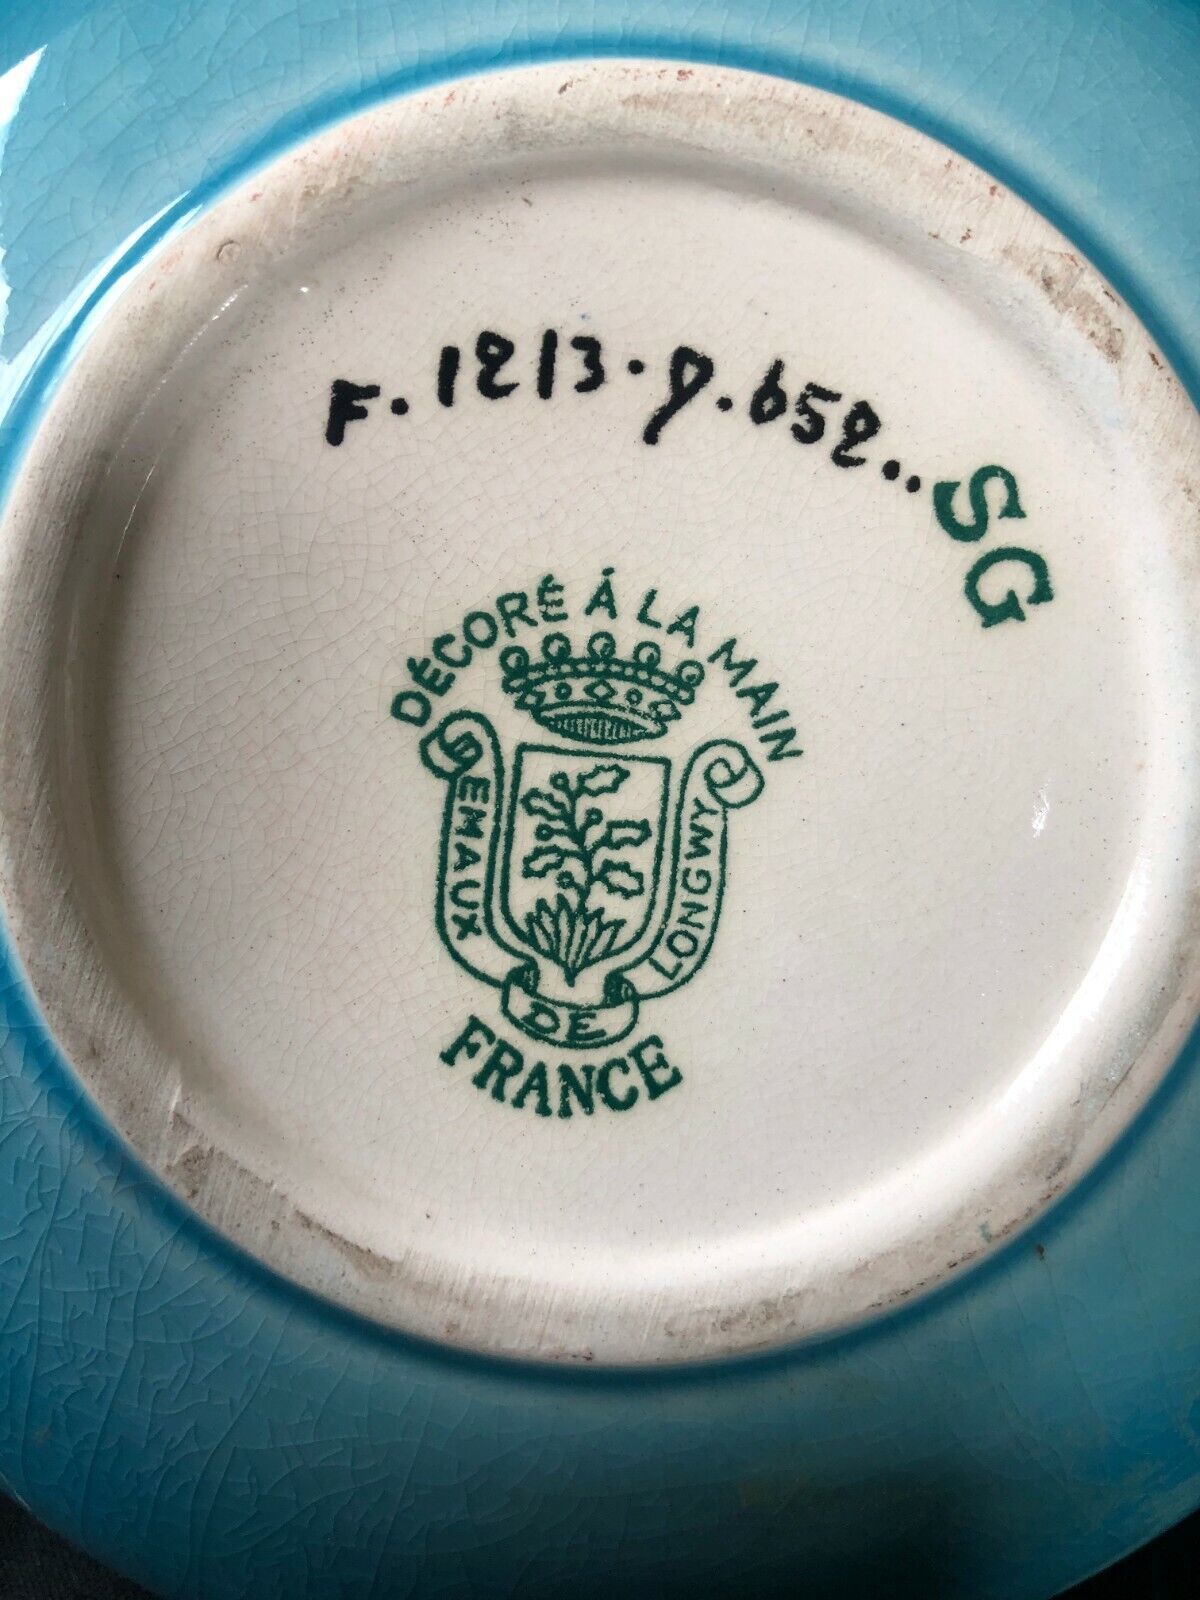 F.1213.D.652..
SG
DÉCORÉ À LA MAIN
EMAUX
DE
LONGWY
FRANCE